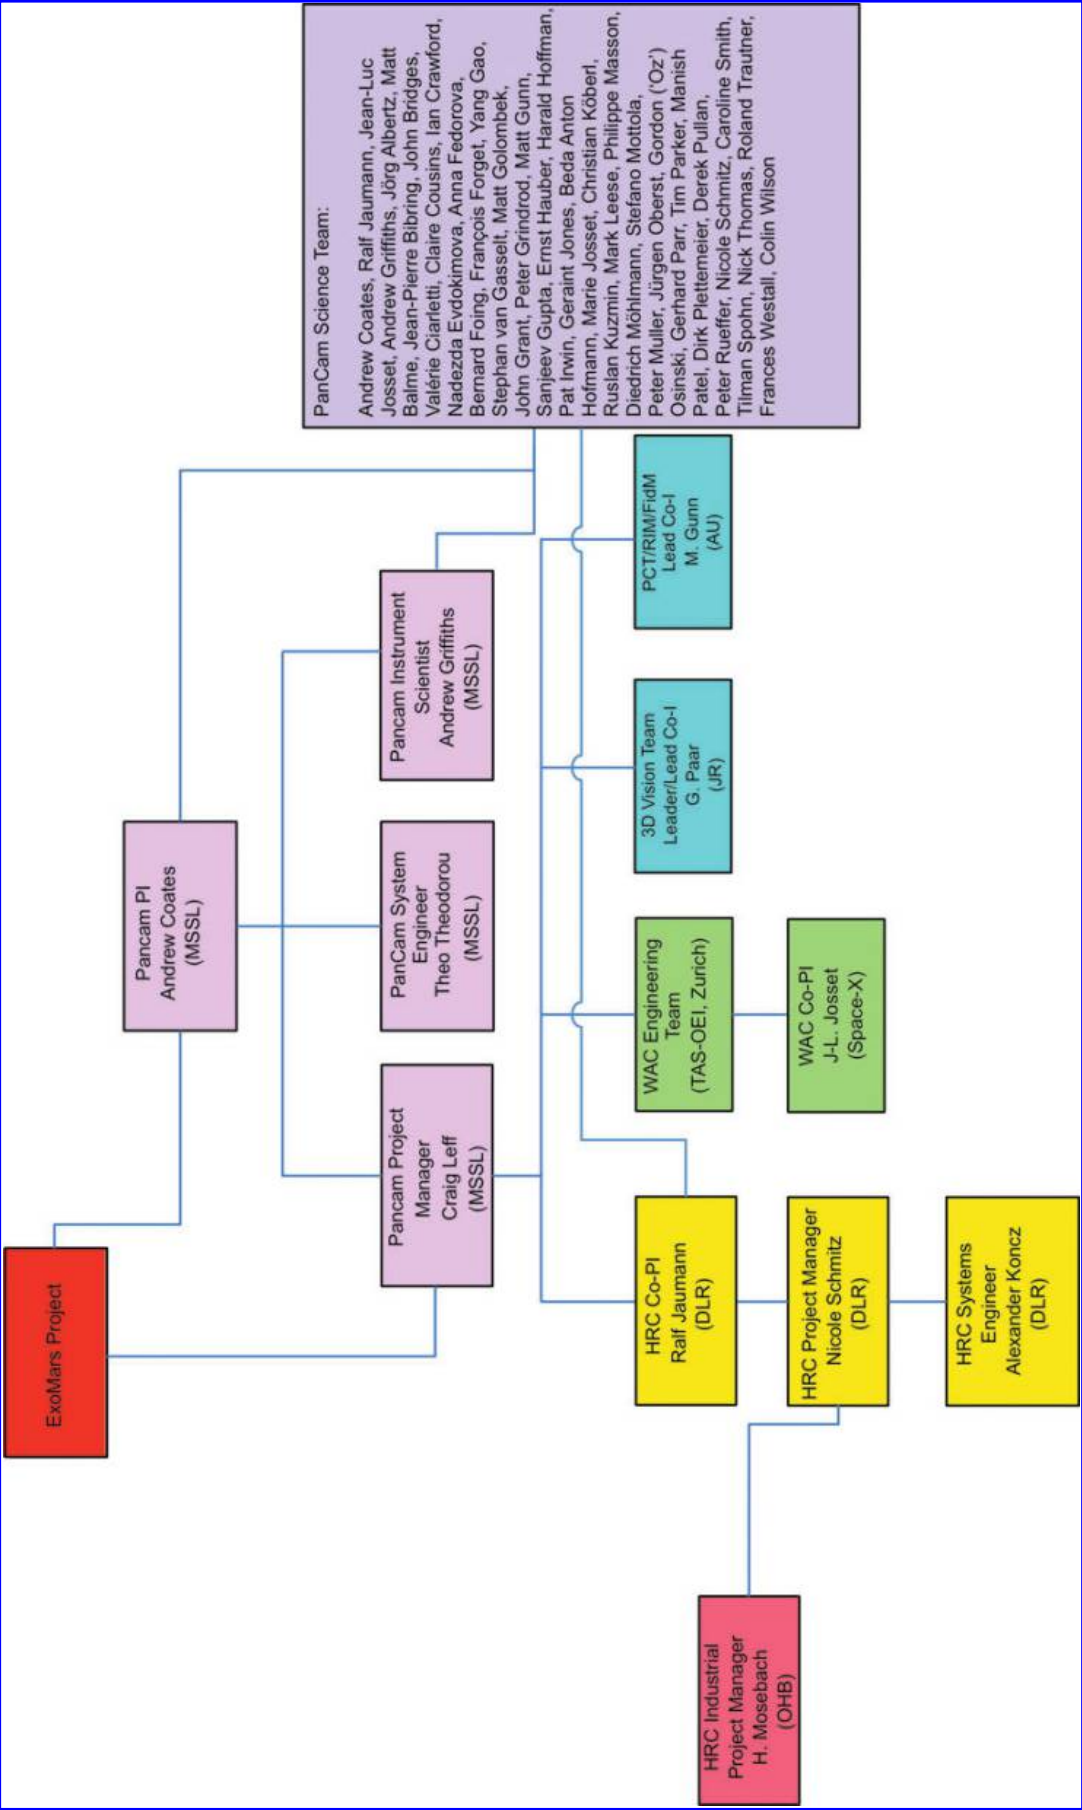 ExoMars Project
Pancam PI
Andrew Coates
(MSSL)
Pancam Project
Manager
Craig Leff
(MSSL)
PanCam System
Engineer
Theo Theodorou
(MSSL)
Pancam Instrument
Scientist
Andrew Griffiths
(MSSL)
PanCam Science Team:
Andrew Coates, Ralf Jaumann, Jean-Luc
Josset, Andrew Griffiths, Jörg Albertz, Matt
Balme, Jean-Pierre Bibring, John Bridges,
Valérie Ciarletti, Claire Cousins, Ian Crawford,
Nadezda Evdokimova, Anna Fedorova,
Bernard Foing, François Forget, Yang Gao,
Stephan van Gasselt, Matt Golombek,
John Grant, Peter Grindrod, Matt Gunn,
Sanjeev Gupta, Ernst Hauber, Harald Hoffman,
Pat Irwin, Geraint Jones, Beda Anton
Hofmann, Marie Josset, Christian Köberl,
Ruslan Kuzmin, Mark Leese, Philippe Masson,
Diedrich Möhlmann, Stefano Mottola,
Peter Muller, Jürgen Oberst, Gordon ('Oz')
Osinski, Gerhard Parr, Tim Parker, Manish
Patel, Dirk Plettemeier, Derek Pullan,
Peter Rueffer, Nicole Schmitz, Caroline Smith,
Tilman Spohn, Nick Thomas, Roland Trautner,
Frances Westall, Colin Wilson
HRC Co-PI
Ralf Jaumann
(DLR)
WAC Engineering
Team
(TAS-OEI, Zurich)
3D Vision Team
Leader/Lead Co-I
G. Paar
(JR)
PCT/RIM/FidM
Lead Co-I
M. Gunn
(AU)
HRC Industrial
Project Manager
H. Mosebach
(OHB)
HRC Project Manager
Nicole Schmitz
(DLR)
WAC Co-PI
J-L. Josset
(Space-X)
HRC Systems
Engineer
Alexander Koncz
(DLR)